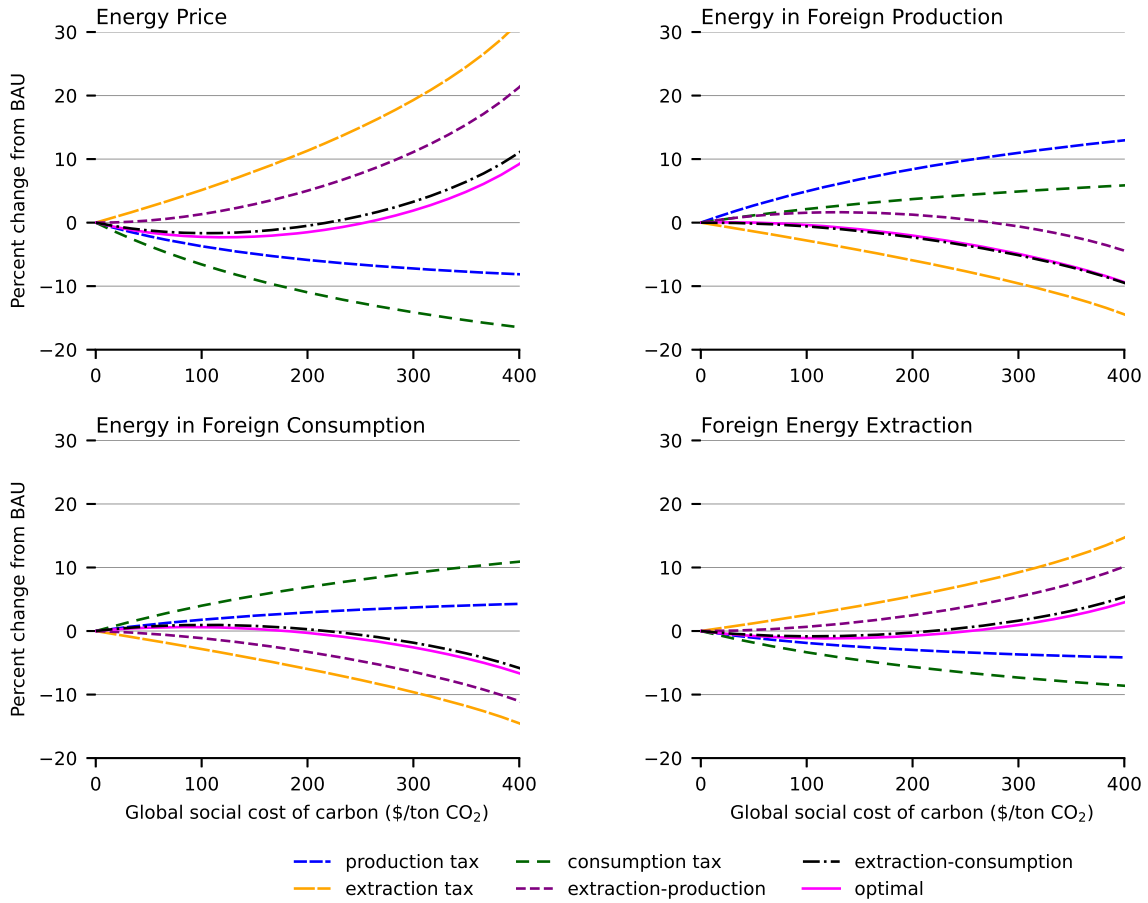 Energy Price
Energy in Foreign Production
Percent change from BAU
30
20
10
0
−10
−20
0 100 200 300 400
30
20
10
0
−10
−20
0 100 200 300 400
Energy in Foreign Consumption
Foreign Energy Extraction
Percent change from BAU
30
20
10
0
−10
−20
0 100 200 300 400
Global social cost of carbon ($/ton CO₂)
30
20
10
0
−10
−20
0 100 200 300 400
Global social cost of carbon ($/ton CO₂)
production tax
extraction tax
consumption tax
extraction-production
extraction-consumption
optimal